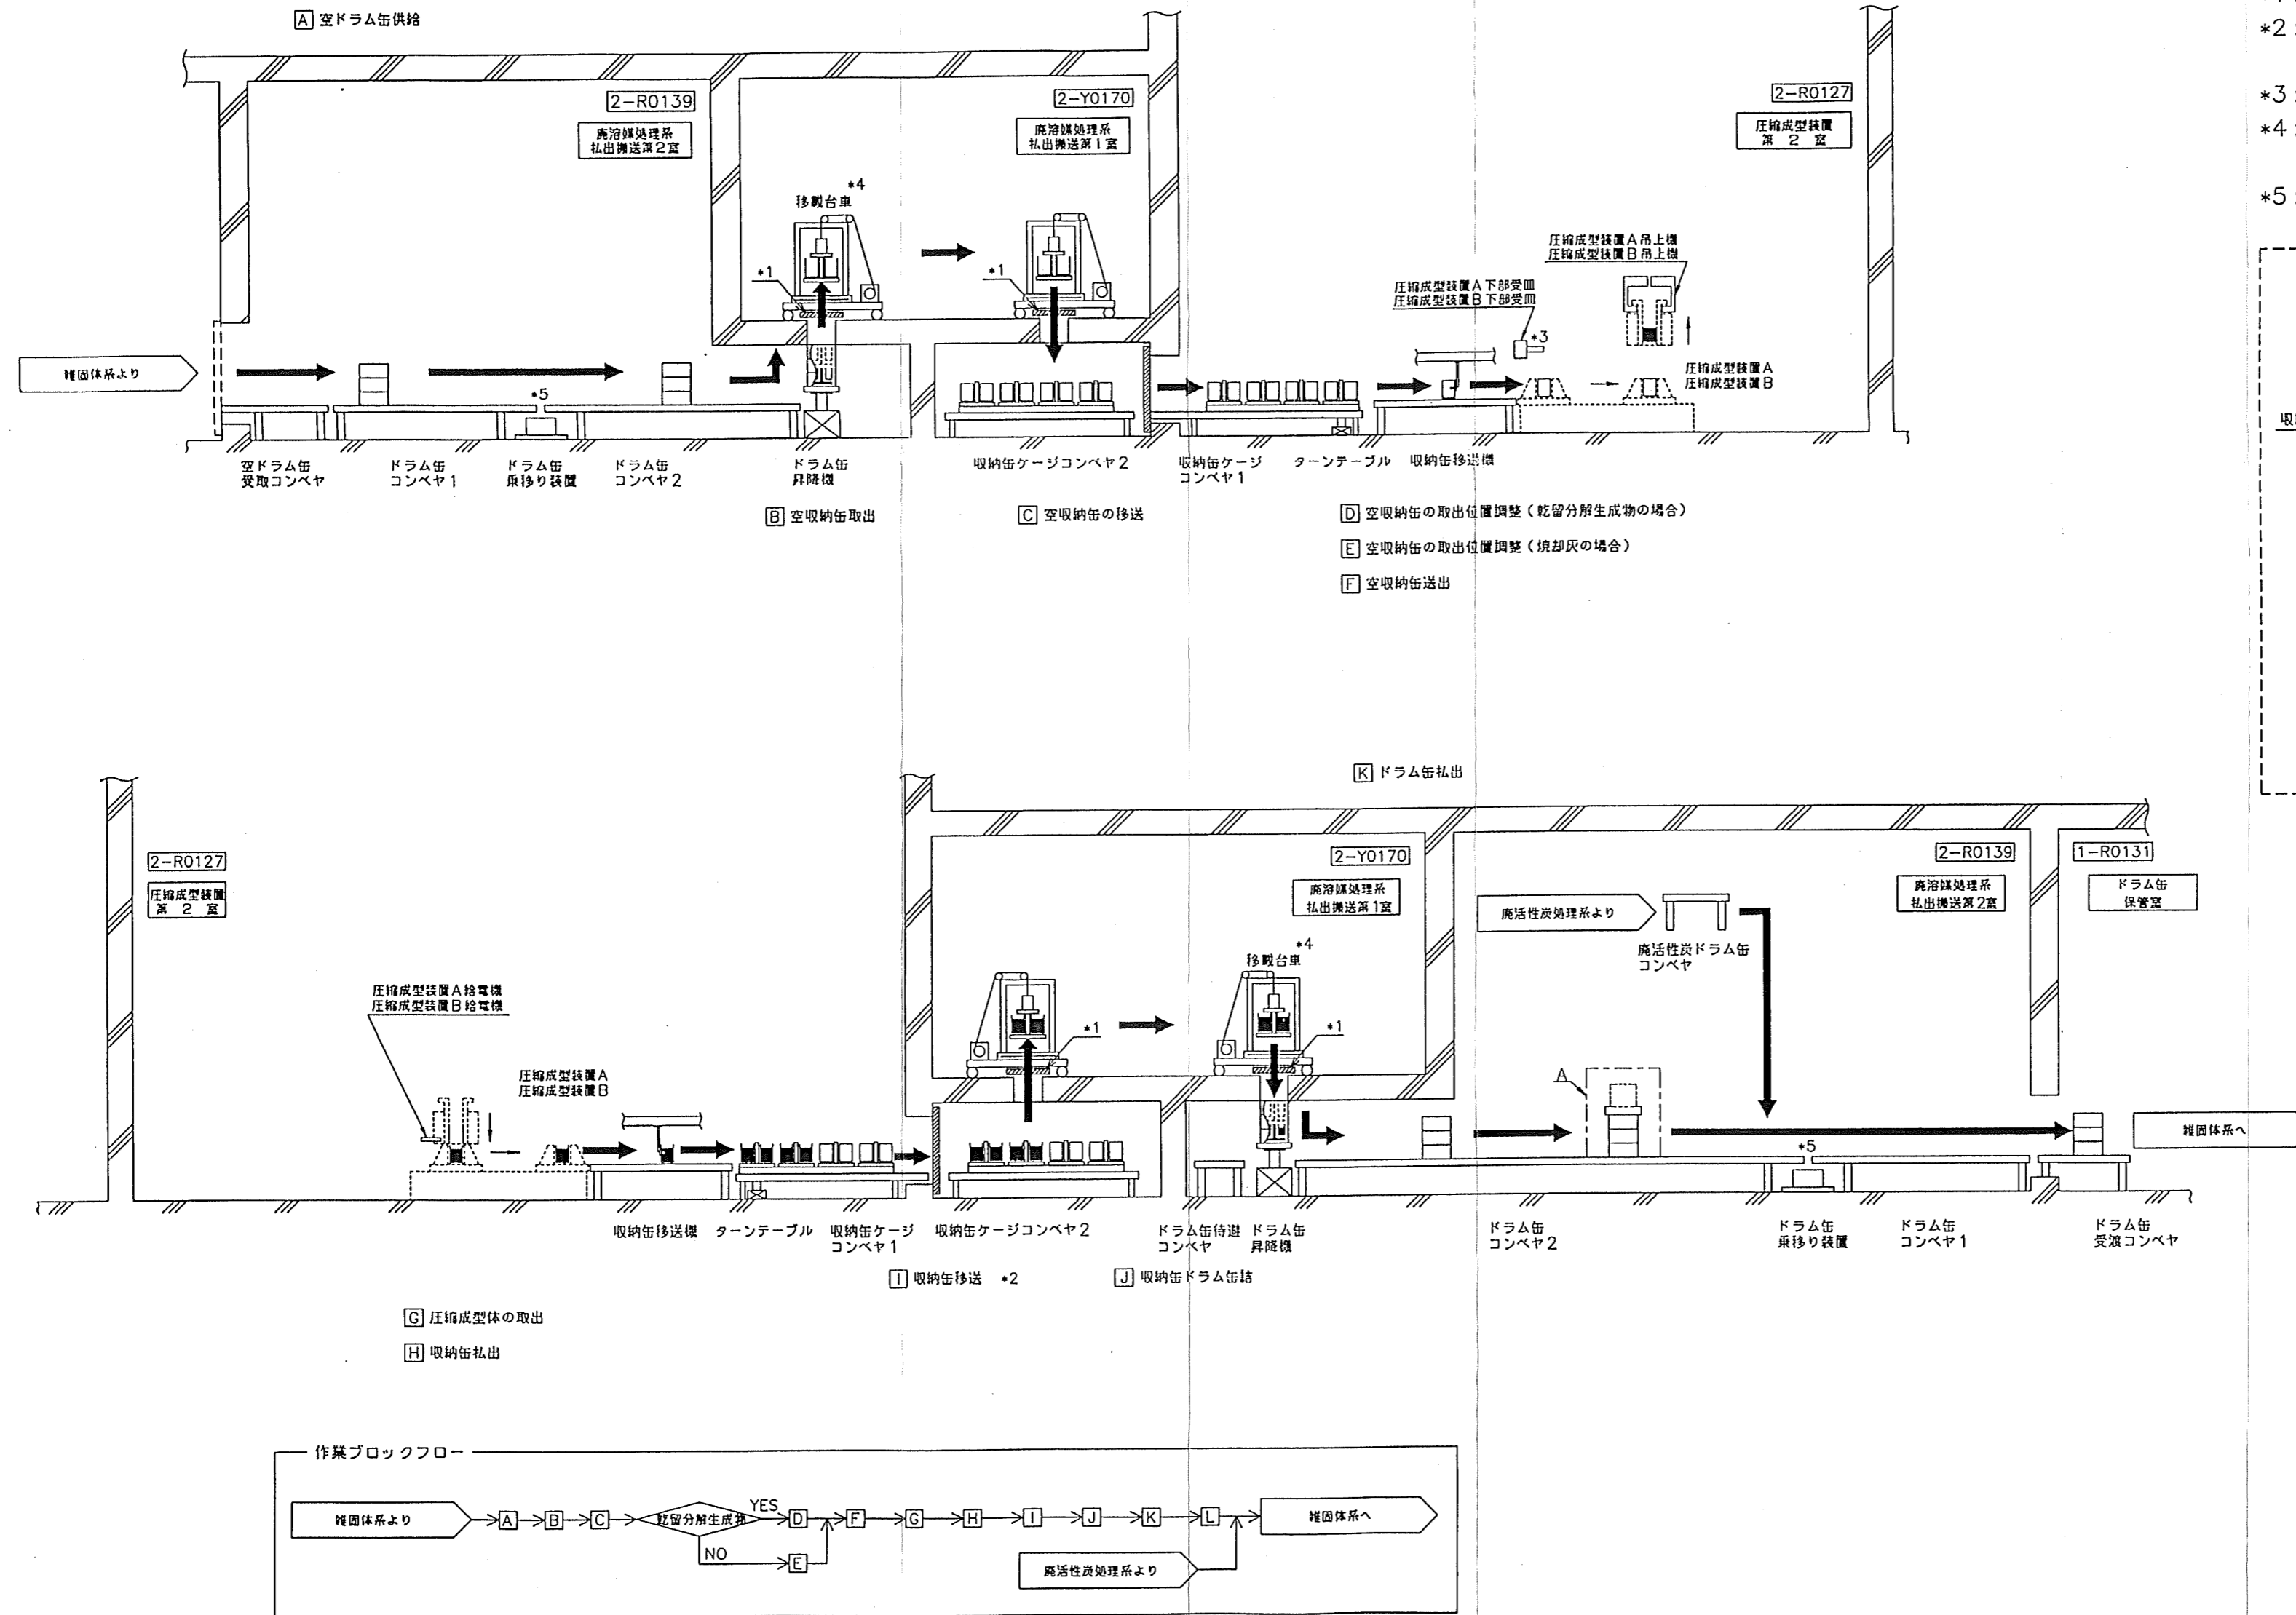 A 空ドラム缶供給
*2:
*3:
*4:
*5:
2-R0139
廃溶媒処理系
払出搬送第2室
2-Y0170
廃溶媒処理系
払出搬送第1室
2-R0127
圧縮成型装置
第 2 室
移載台車
*4
*1
*1
圧縮成型装置A吊上機
圧縮成型装置B吊上機
圧縮成型装置A下部受皿
圧縮成型装置B下部受皿
*3
圧縮成型装置A
圧縮成型装置B
雑固体系より
*5
空ドラム缶
受取コンベヤ
ドラム缶
コンベヤ1
ドラム缶
乗移り装置
ドラム缶
コンベヤ2
ドラム缶
昇降機
収納缶ケージコンベヤ2
収納缶ケージ
コンベヤ1
ターンテーブル
収納缶移送機
B 空収納缶取出
C 空収納缶の移送
D 空収納缶の取出位置調整(乾留分解生成物の場合)
E 空収納缶の取出位置調整(焼却灰の場合)
F 空収納缶送出
K ドラム缶払出
2-R0127
圧縮成型装置
第 2 室
2-Y0170
廃溶媒処理系
払出搬送第1室
2-R0139
廃溶媒処理系
払出搬送第2室
1-R0131
ドラム缶
保管室
廃活性炭処理系より
廃活性炭ドラム缶
コンベヤ
移載台車
*4
*1
*1
圧縮成型装置A給電機
圧縮成型装置B給電機
圧縮成型装置A
圧縮成型装置B
A
*5
雑固体系へ
収納缶移送機
ターンテーブル
収納缶ケージ
コンベヤ1
収納缶ケージコンベヤ2
ドラム缶待避
コンベヤ
ドラム缶
昇降機
ドラム缶
コンベヤ2
ドラム缶
乗移り装置
ドラム缶
コンベヤ1
ドラム缶
受渡コンベヤ
I 収納缶移送 *2
J 収納缶ドラム缶詰
G 圧縮成型体の取出
H 収納缶払出
作業ブロックフロー
雑固体系より
A
B
C
乾留分解生成物
YES
D
F
G
H
I
J
K
L
雑固体系へ
NO
E
廃活性炭処理系より